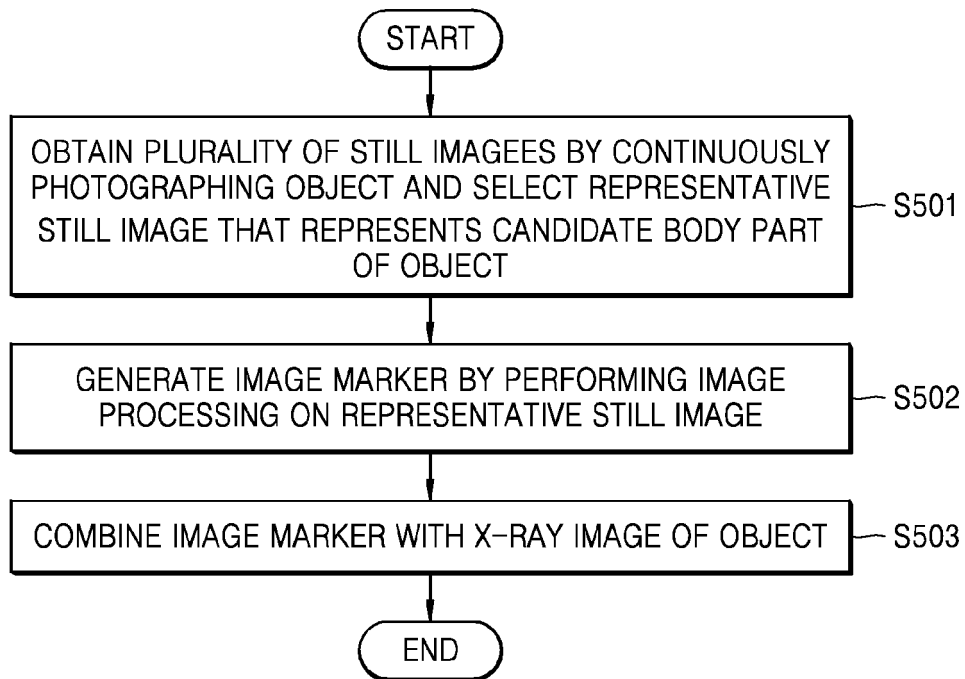 START
OBTAIN PLURALITY OF STILL IMAGEES BY CONTINUOUSLY
PHOTOGRAPHING OBJECT AND SELECT REPRESENTATIVE
STILL IMAGE THAT REPRESENTS CANDIDATE BODY PART
OF OBJECT
S501
GENERATE IMAGE MARKER BY PERFORMING IMAGE
PROCESSING ON REPRESENTATIVE STILL IMAGE
S502
COMBINE IMAGE MARKER WITH X-RAY IMAGE OF OBJECT
S503
END